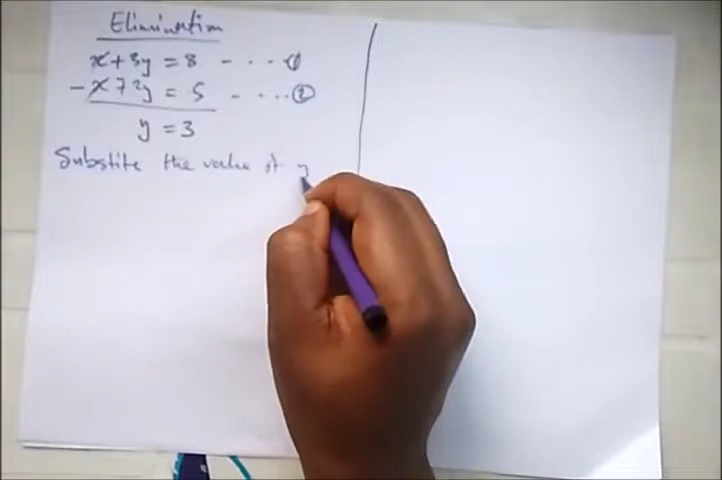 Elimination
x + 3y = 8 - . . . ①
- x + 2y = 5 - . . . . ②
y = 3
Substite the value of y